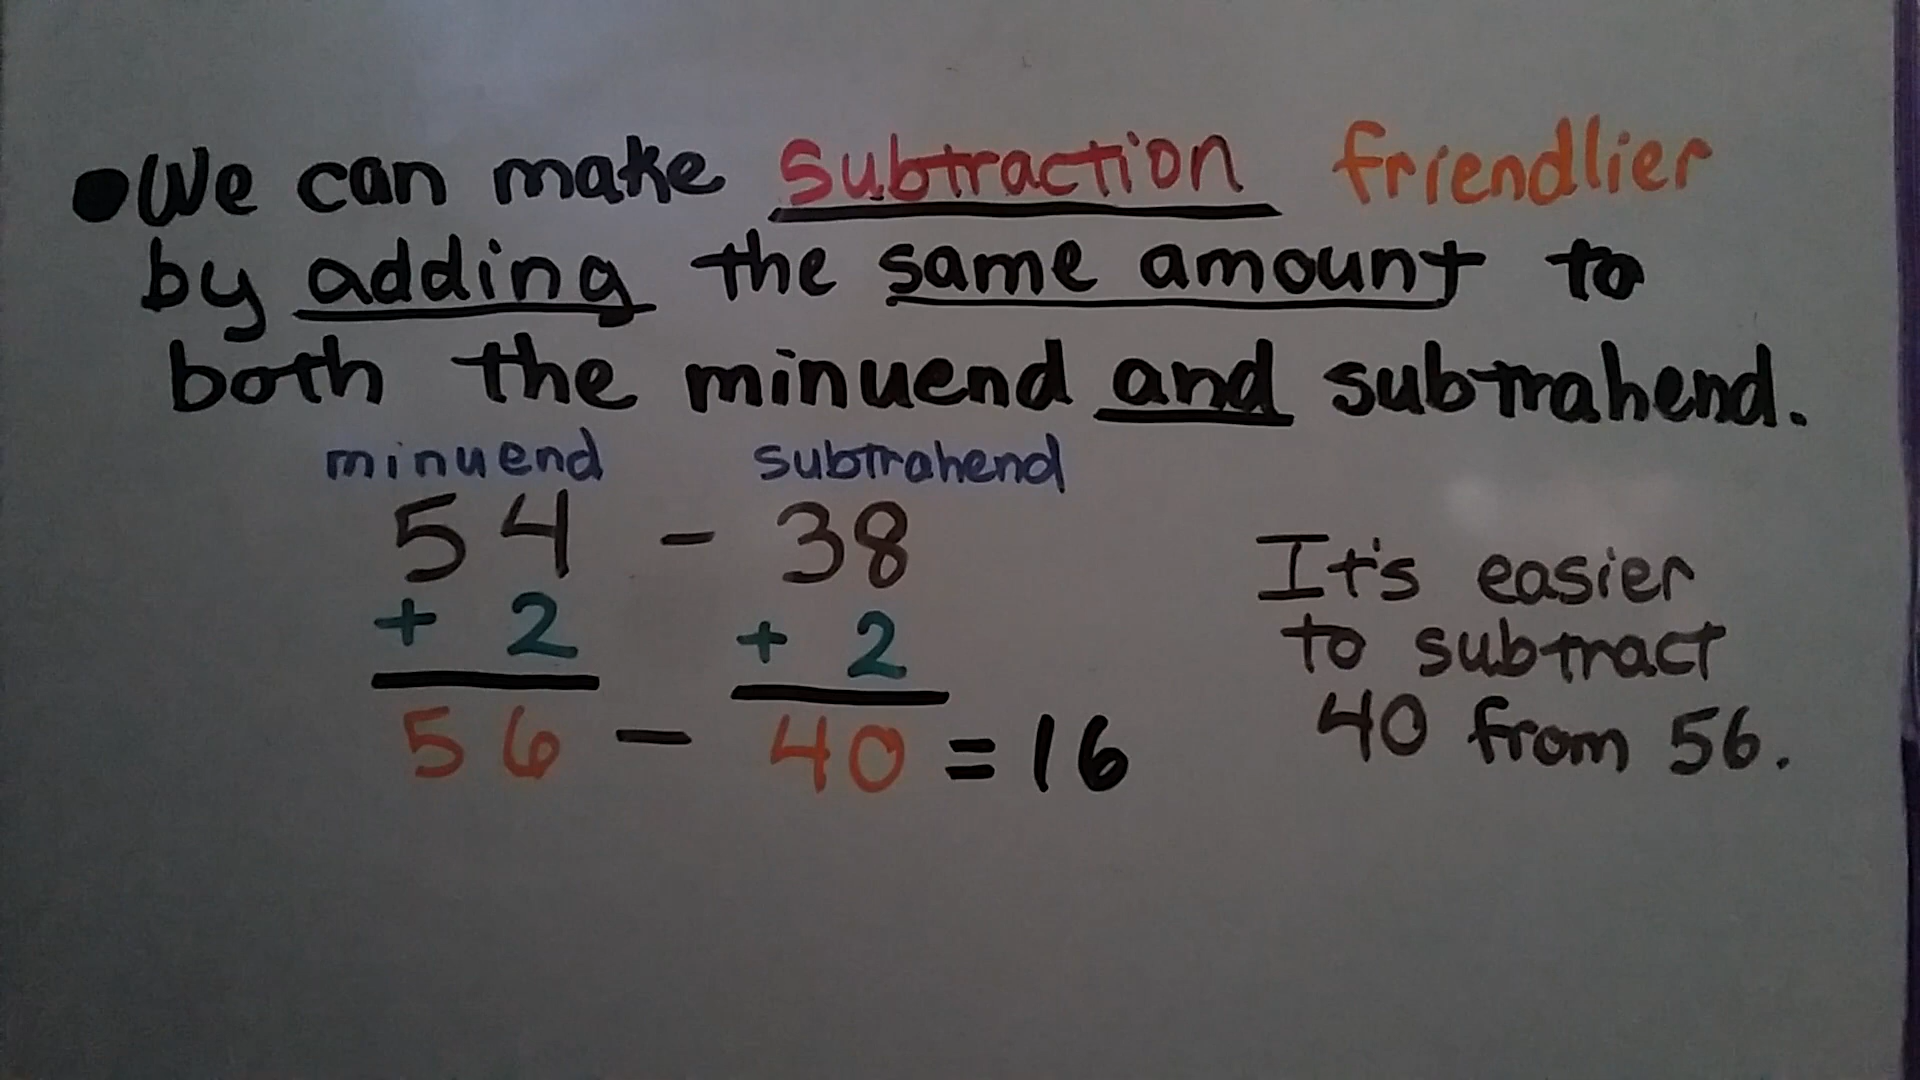 •We can make subtraction friendlier
by adding the same amount to
both the minuend and subtrahend.
minuend subtrahend
54 - 38
+ 2 + 2
56 - 40 = 16
It's easier
to subtract
40 from 56.